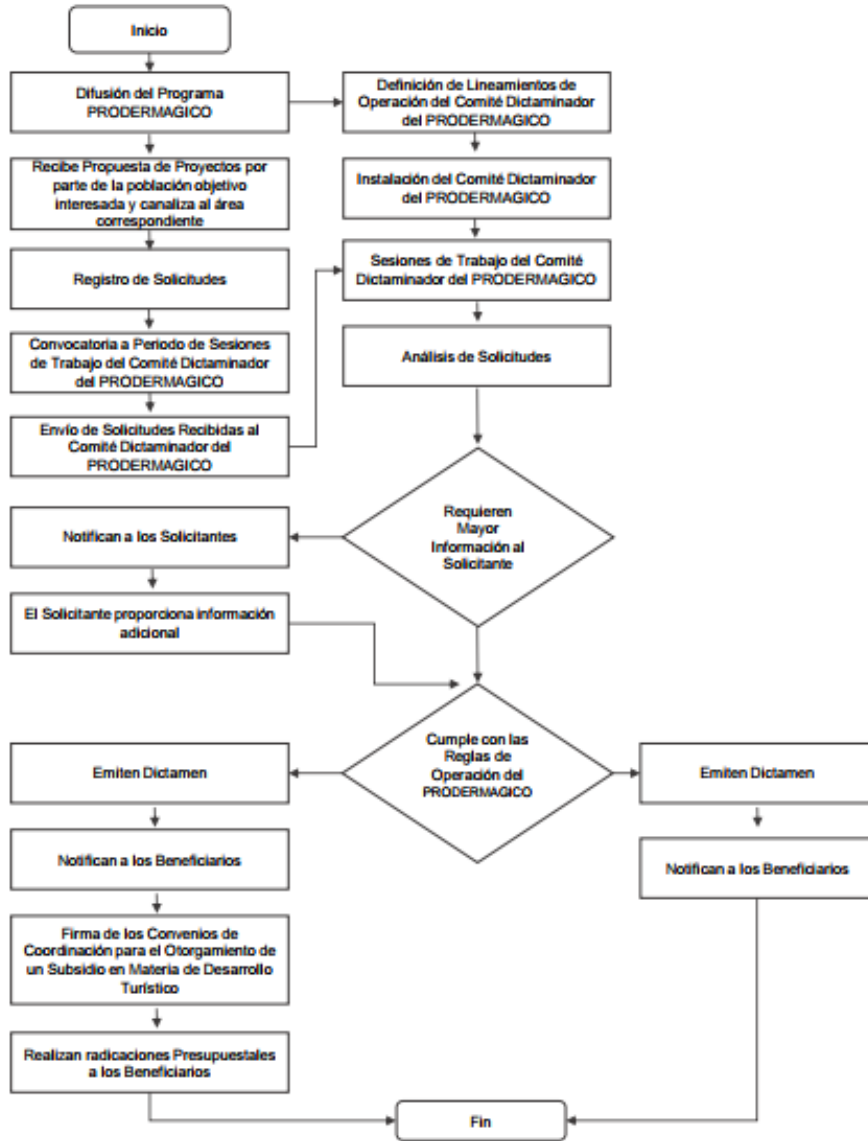 Inicio
Difusión del Programa
PRODERMAGICO
Definición de Lineamientos de
Operación del Comité Dictaminador
del PRODERMAGICO
Recibe Propuesta de Proyectos por
parte de la población objetivo
interesada y canaliza al área
correspondiente
Instalación del Comité Dictaminador
del PRODERMAGICO
Registro de Solicitudes
Sesiones de Trabajo del Comité
Dictaminador del PRODERMAGICO
Convocatoria a Periodo de Sesiones
de Trabajo del Comité Dictaminador
del PRODERMAGICO
Análisis de Solicitudes
Envío de Solicitudes Recibidas al
Comité Dictaminador del
PRODERMAGICO
Requieren
Mayor
Información al
Solicitante
Notifican a los Solicitantes
El Solicitante proporciona información
adicional
Cumple con las
Reglas de
Operación del
PRODERMAGICO
Emiten Dictamen
Emiten Dictamen
Notifican a los Beneficiarios
Notifican a los Beneficiarios
Firma de los Convenios de
Coordinación para el Otorgamiento de
un Subsidio en Materia de Desarrollo
Turístico
Realizan radicaciones Presupuestales
a los Beneficiarios
Fin